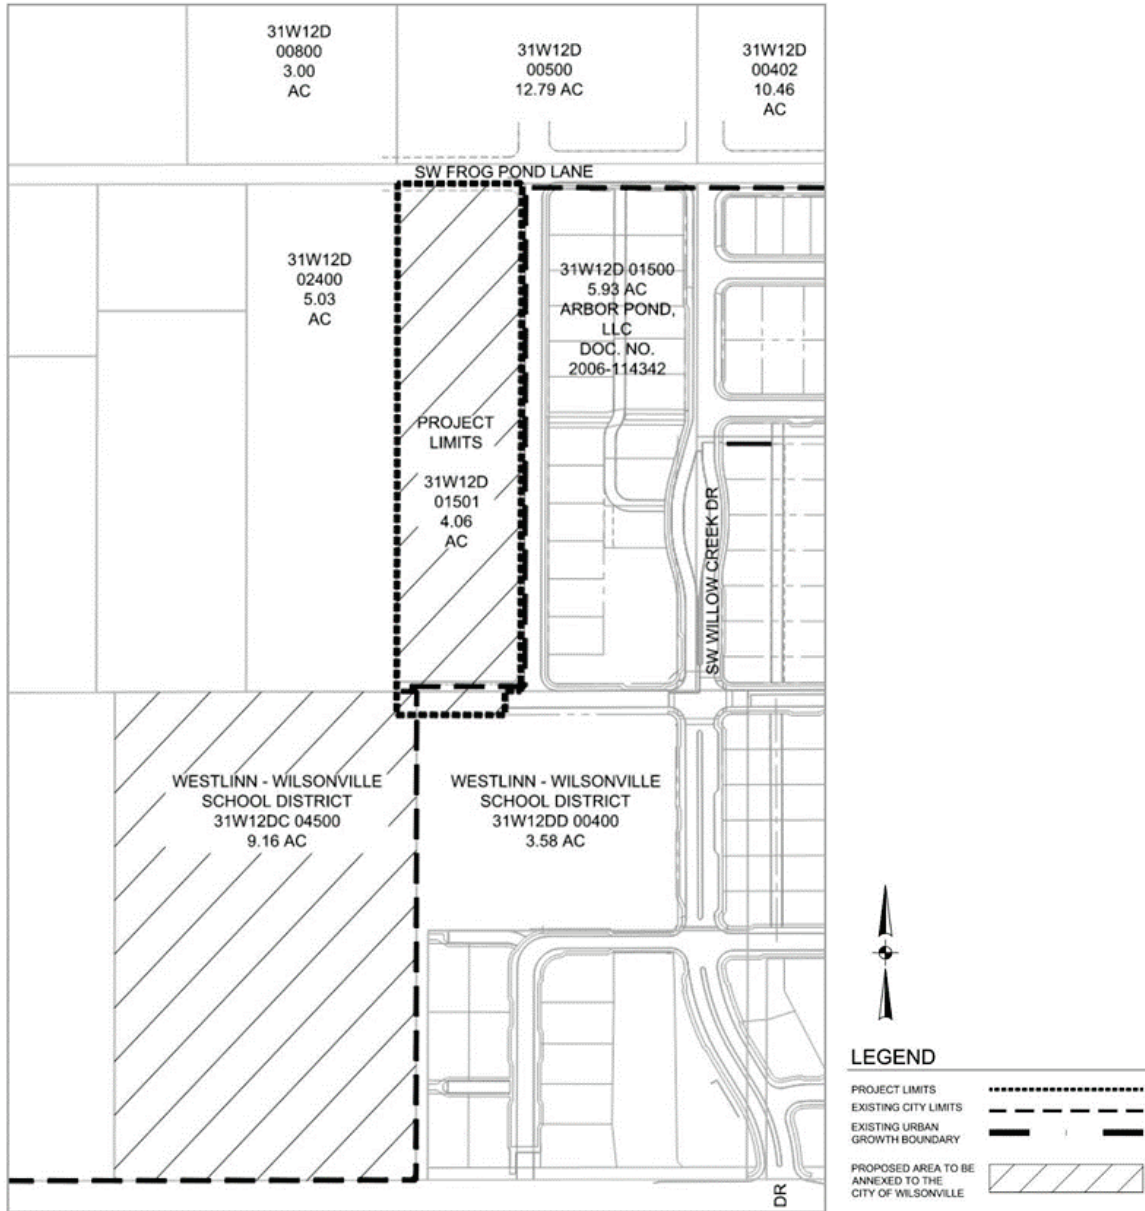 31W12D
00800
3.00
AC
31W12D
00500
12.79 AC
31W12D
00402
10.46
AC
SW FROG POND LANE
31W12D
02400
5.03
AC
31W12D 01500
5.93 AC
ARBOR POND,
LLC
DOC. NO.
2006-114342
PROJECT
LIMITS
31W12D
01501
4.06
AC
SW WILLOW CREEK DR
WESTLINN - WILSONVILLE
SCHOOL DISTRICT
31W12DC 04500
9.16 AC
WESTLINN - WILSONVILLE
SCHOOL DISTRICT
31W12DD 00400
3.58 AC
DR
LEGEND
PROJECT LIMITS
EXISTING CITY LIMITS
EXISTING URBAN
GROWTH BOUNDARY
PROPOSED AREA TO BE
ANNEXED TO THE
CITY OF WILSONVILLE